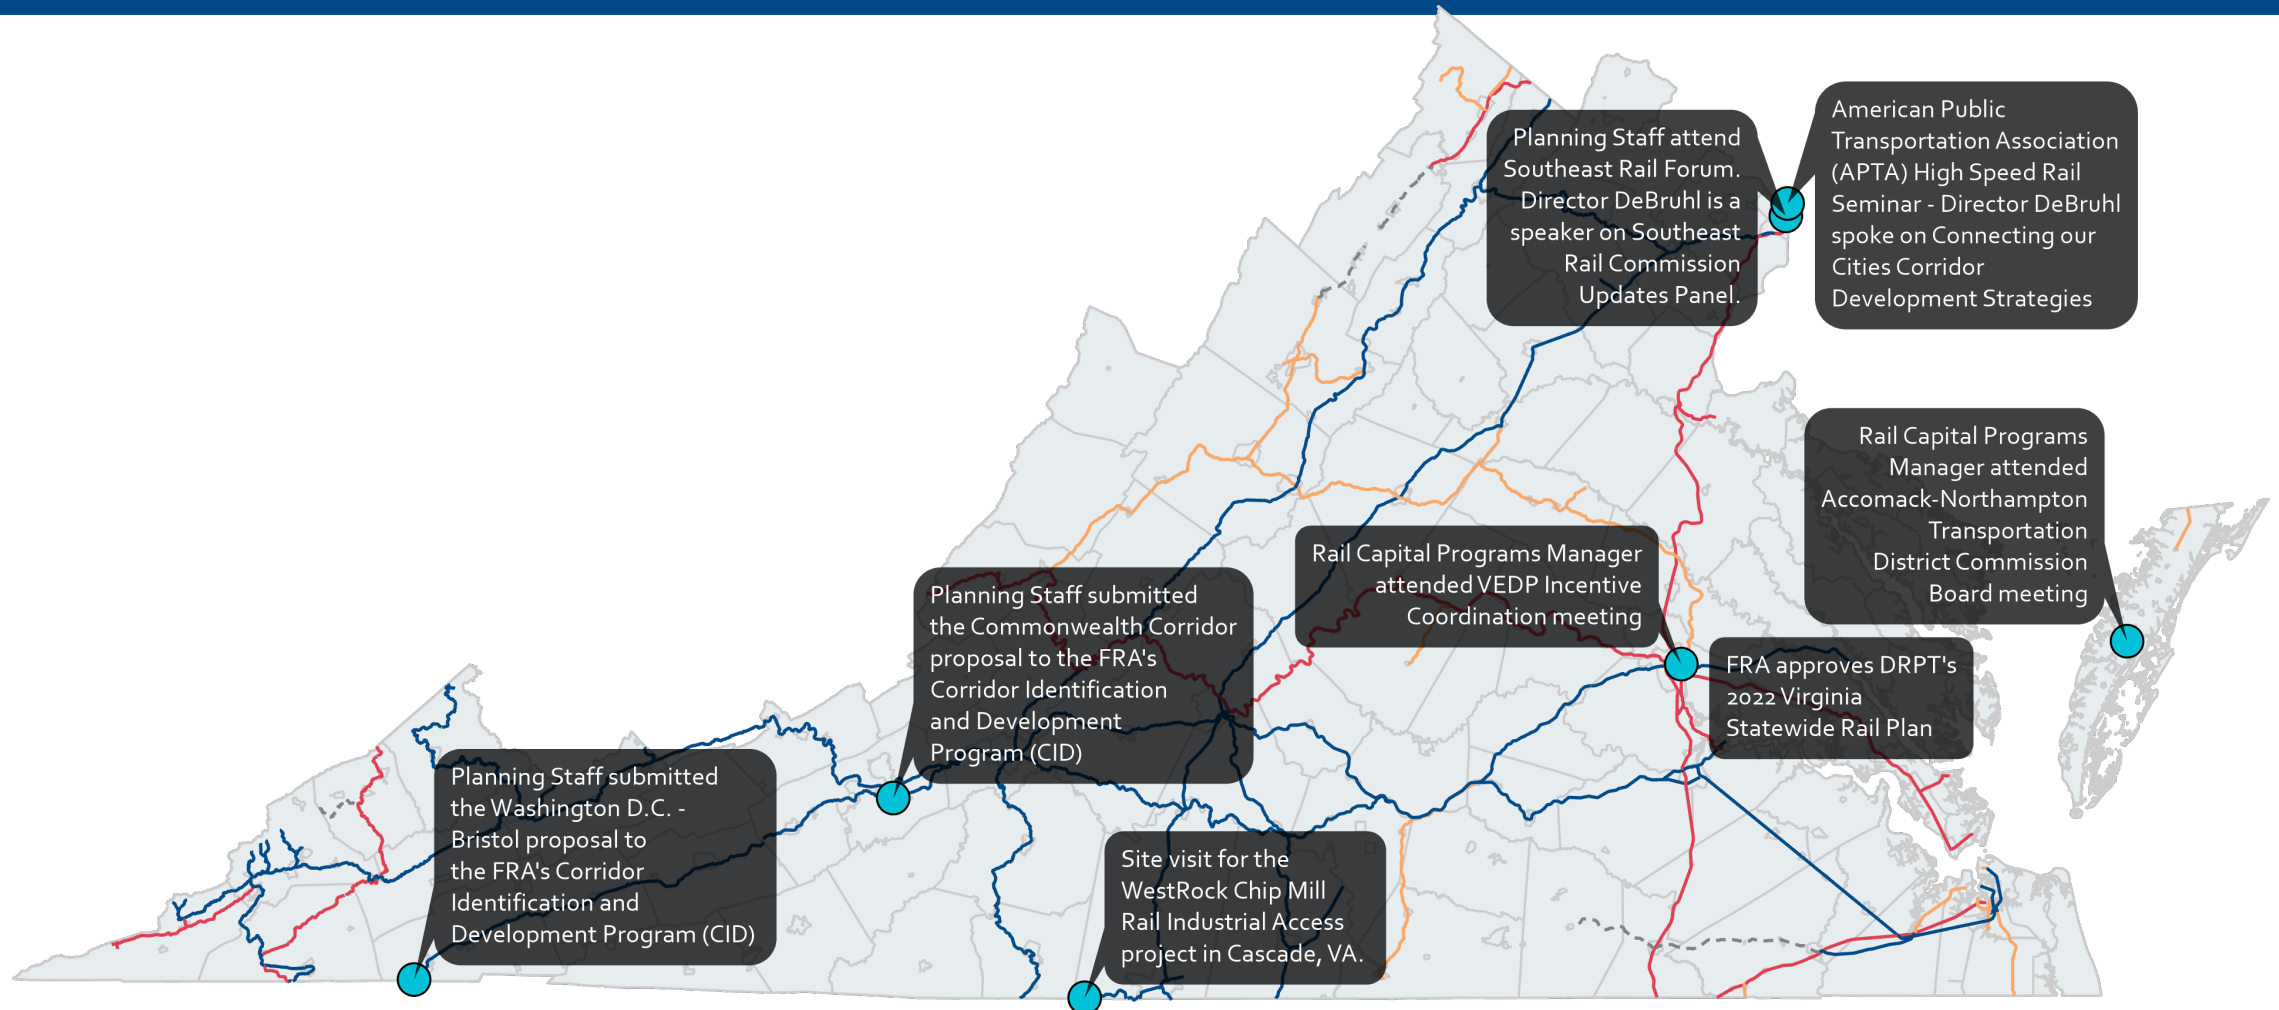 Planning Staff attend
Southeast Rail Forum.
Director DeBruhl is a
speaker on Southeast
Rail Commission
Updates Panel.
American Public
Transportation Association
(APTA) High Speed Rail
Seminar - Director DeBruhl
spoke on Connecting our
Cities Corridor
Development Strategies
Rail Capital Programs
Manager attended
Accomack-Northampton
Transportation
District Commission
Board meeting
Rail Capital Programs Manager
attended VEDP Incentive
Coordination meeting
Planning Staff submitted
the Commonwealth Corridor
proposal to the FRA's
Corridor Identification
and Development
Program (CID)
FRA approves DRPT's
2022 Virginia
Statewide Rail Plan
Planning Staff submitted
the Washington D.C. -
Bristol proposal to
the FRA's Corridor
Identification and
Development Program (CID)
Site visit for the
WestRock Chip Mill
Rail Industrial Access
project in Cascade, VA.